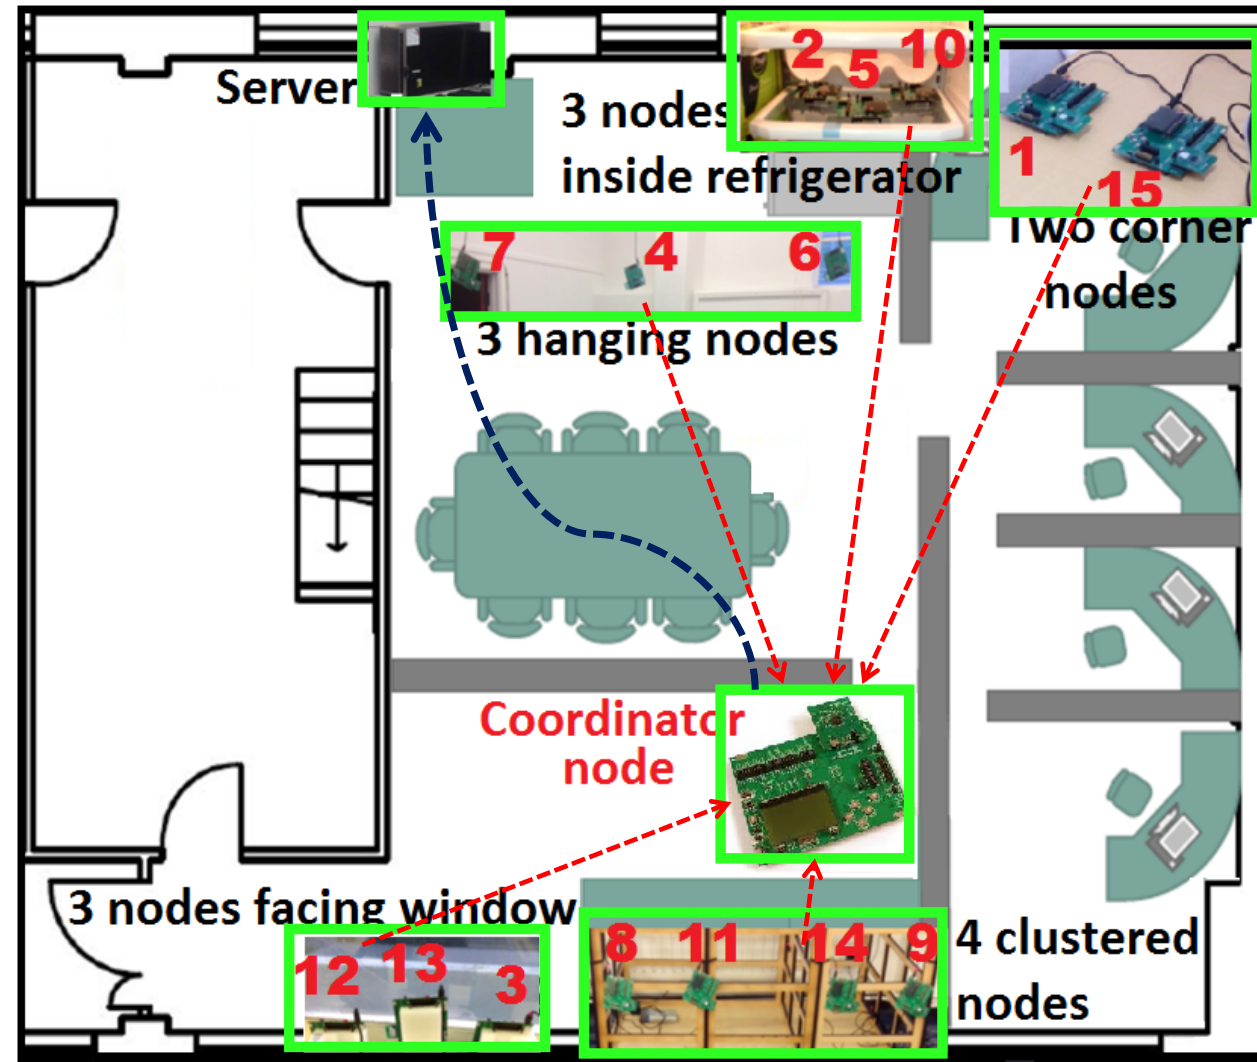 Server
2 5 10
3 nodes
inside refrigerator
1
15
Two corner
nodes
7 4 6
3 hanging nodes
Coordinator
node
3 nodes facing window
12 13 3
8 11 14 9
4 clustered
nodes